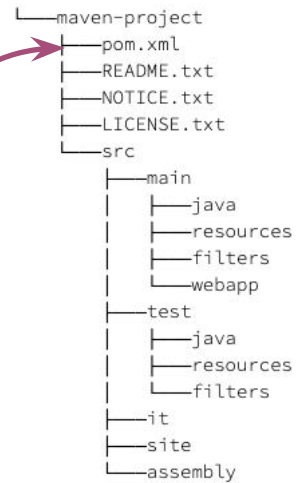 └──maven-project
    ├──pom.xml
    ├──README.txt
    ├──NOTICE.txt
    ├──LICENSE.txt
    └──src
        ├──main
        │   ├──java
        │   ├──resources
        │   ├──filters
        │   └──webapp
        ├──test
        │   ├──java
        │   ├──resources
        │   └──filters
        ├──it
        ├──site
        └──assembly